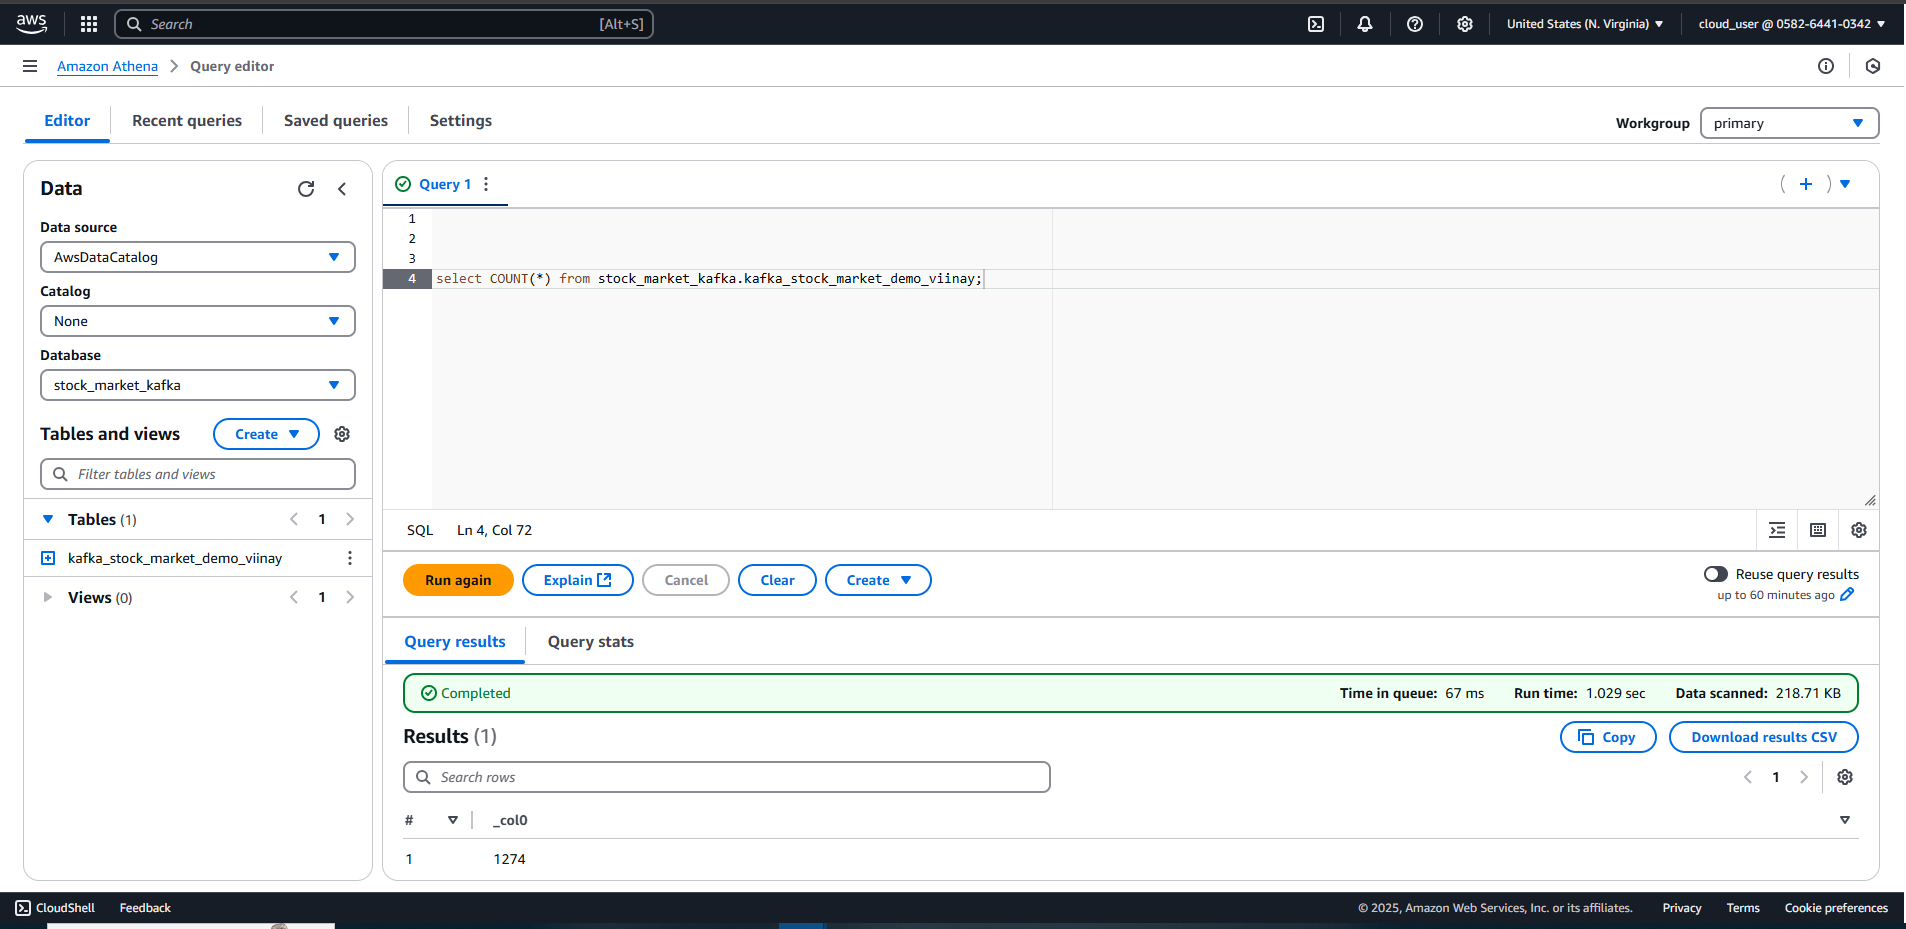 aws
Search [Alt+S]
United States (N. Virginia) cloud_user @ 0582-6441-0342
Amazon Athena Query editor
Editor Recent queries Saved queries Settings
Workgroup primary
Data
Data source
AwsDataCatalog
Catalog
None
Database
stock_market_kafka
Tables and views Create
Filter tables and views
Tables (1) 1
kafka_stock_market_demo_viinay
Views (0) 1
Query 1
1
2
3
4 select COUNT(*) from stock_market_kafka.kafka_stock_market_demo_viinay;
SQL Ln 4, Col 72
Run again Explain Cancel Clear Create
Reuse query results
up to 60 minutes ago
Query results Query stats
Completed Time in queue: 67 ms Run time: 1.029 sec Data scanned: 218.71 KB
Results (1) Copy Download results CSV
Search rows 1
# _col0
1 1274
CloudShell Feedback © 2025, Amazon Web Services, Inc. or its affiliates. Privacy Terms Cookie preferences